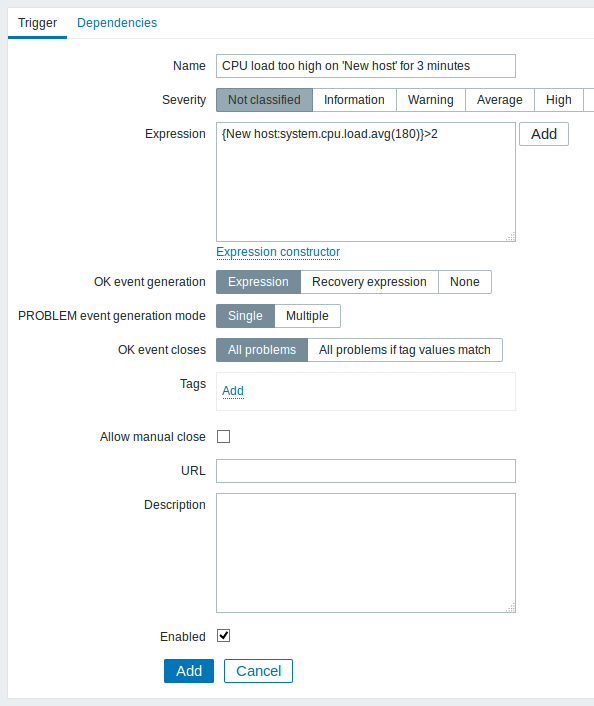 Trigger Dependencies
Name CPU load too high on 'New host' for 3 minutes
Severity Not classified Information Warning Average High
Expression {New host:system.cpu.load.avg(180)}>2 Add
Expression constructor
OK event generation Expression Recovery expression None
PROBLEM event generation mode Single Multiple
OK event closes All problems All problems if tag values match
Tags Add
Allow manual close
URL
Description
Enabled
Add Cancel